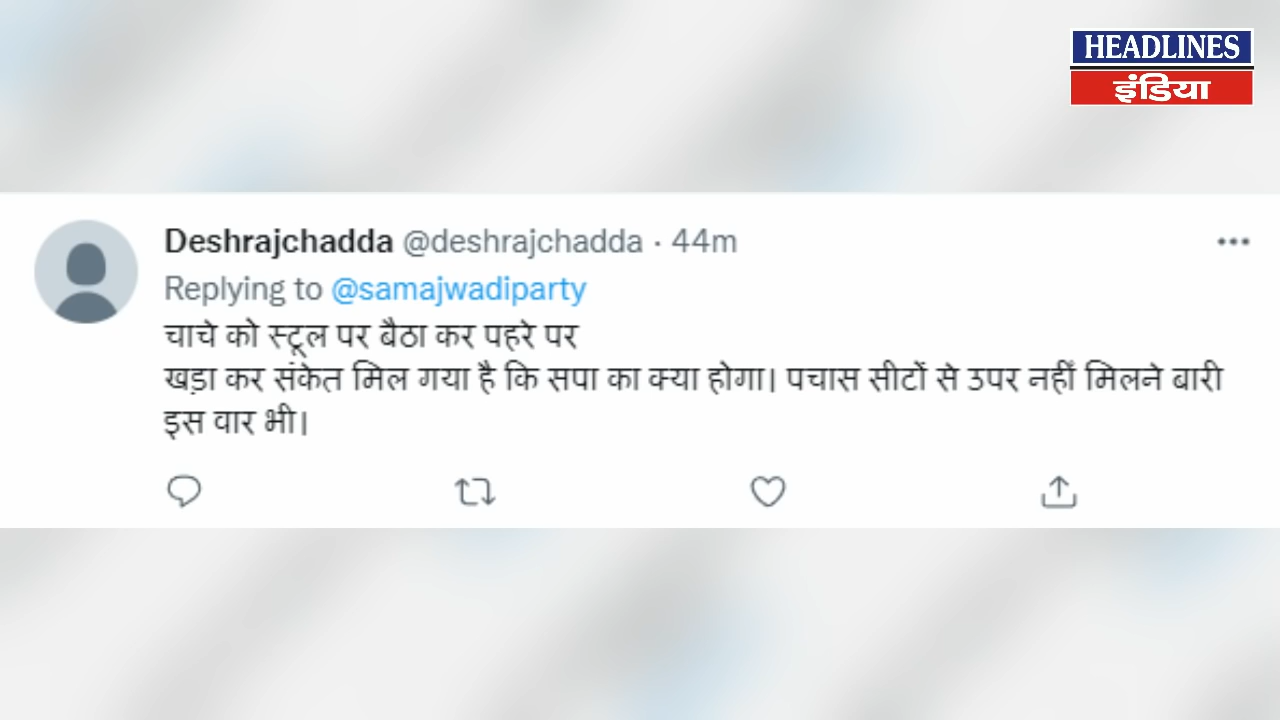 HEADLINES
इंडिया
Deshrajchadda @deshrajchadda · 44m
Replying to @samajwadiparty
चाचे को स्टूल पर बैठा कर पहरे पर
खड़ा कर संकेत मिल गया है कि सपा का क्या होगा। पचास सीटों से उपर नहीं मिलने बारी
इस वार भी।